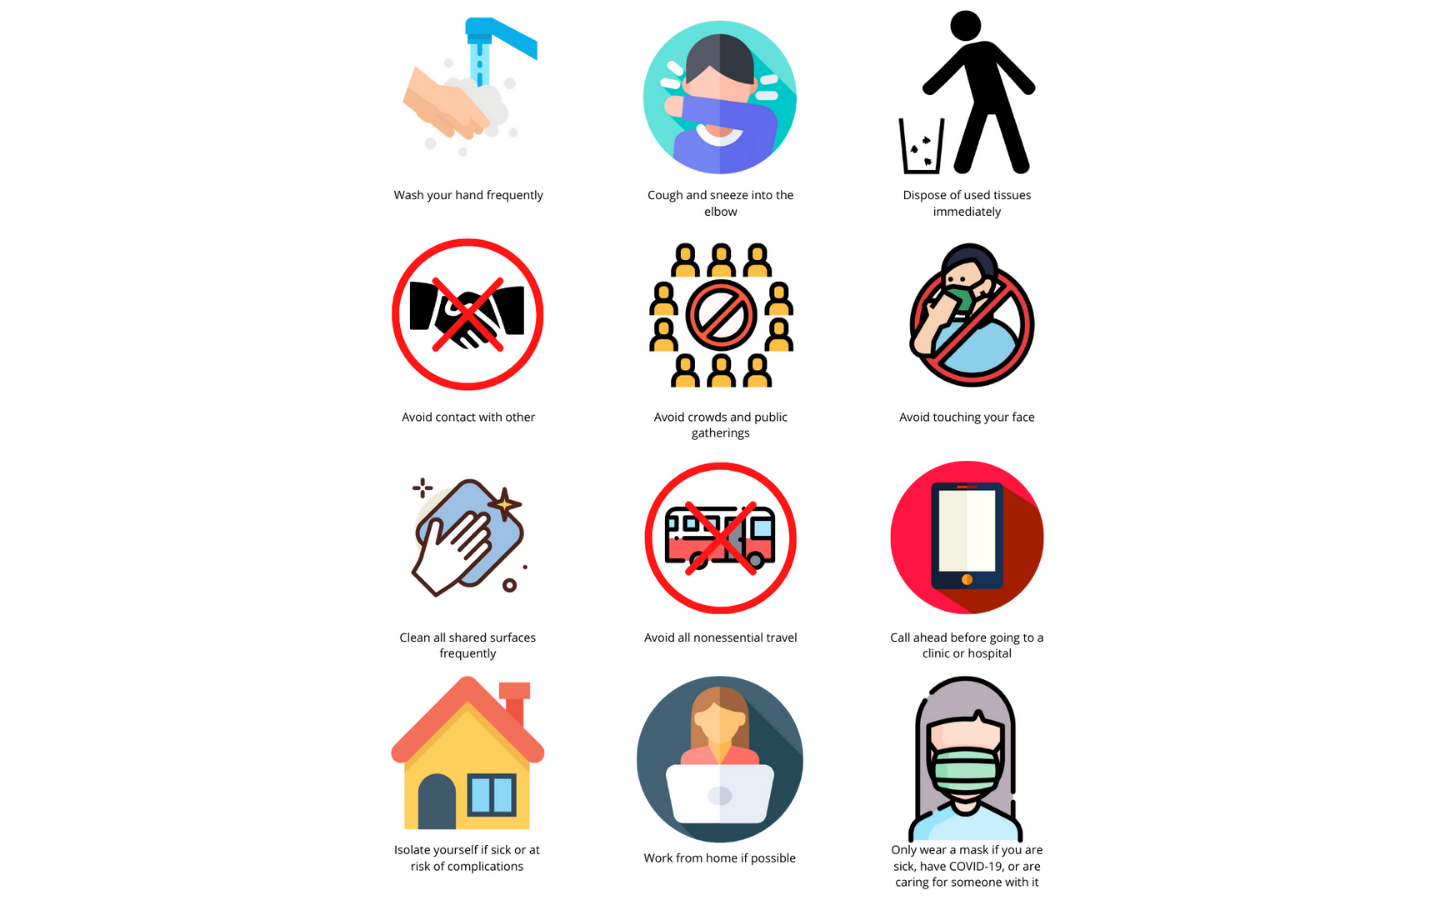 Wash your hand frequently
Cough and sneeze into the
elbow
Dispose of used tissues
immediately
Avoid contact with other
Avoid crowds and public
gatherings
Avoid touching your face
Clean all shared surfaces
frequently
Avoid all nonessential travel
Call ahead before going to a
clinic or hospital
Isolate yourself if sick or at
risk of complications
Work from home if possible
Only wear a mask if you are
sick, have COVID-19, or are
caring for someone with it